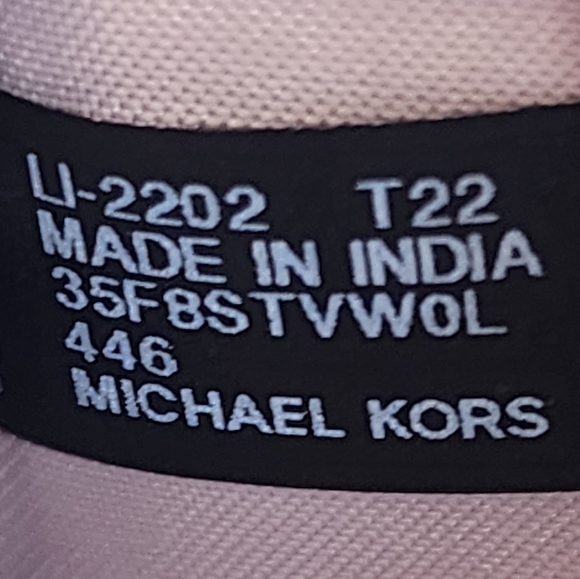 LI-2202 T22
MADE IN INDIA
35F8STVW0L
446
MICHAEL KORS